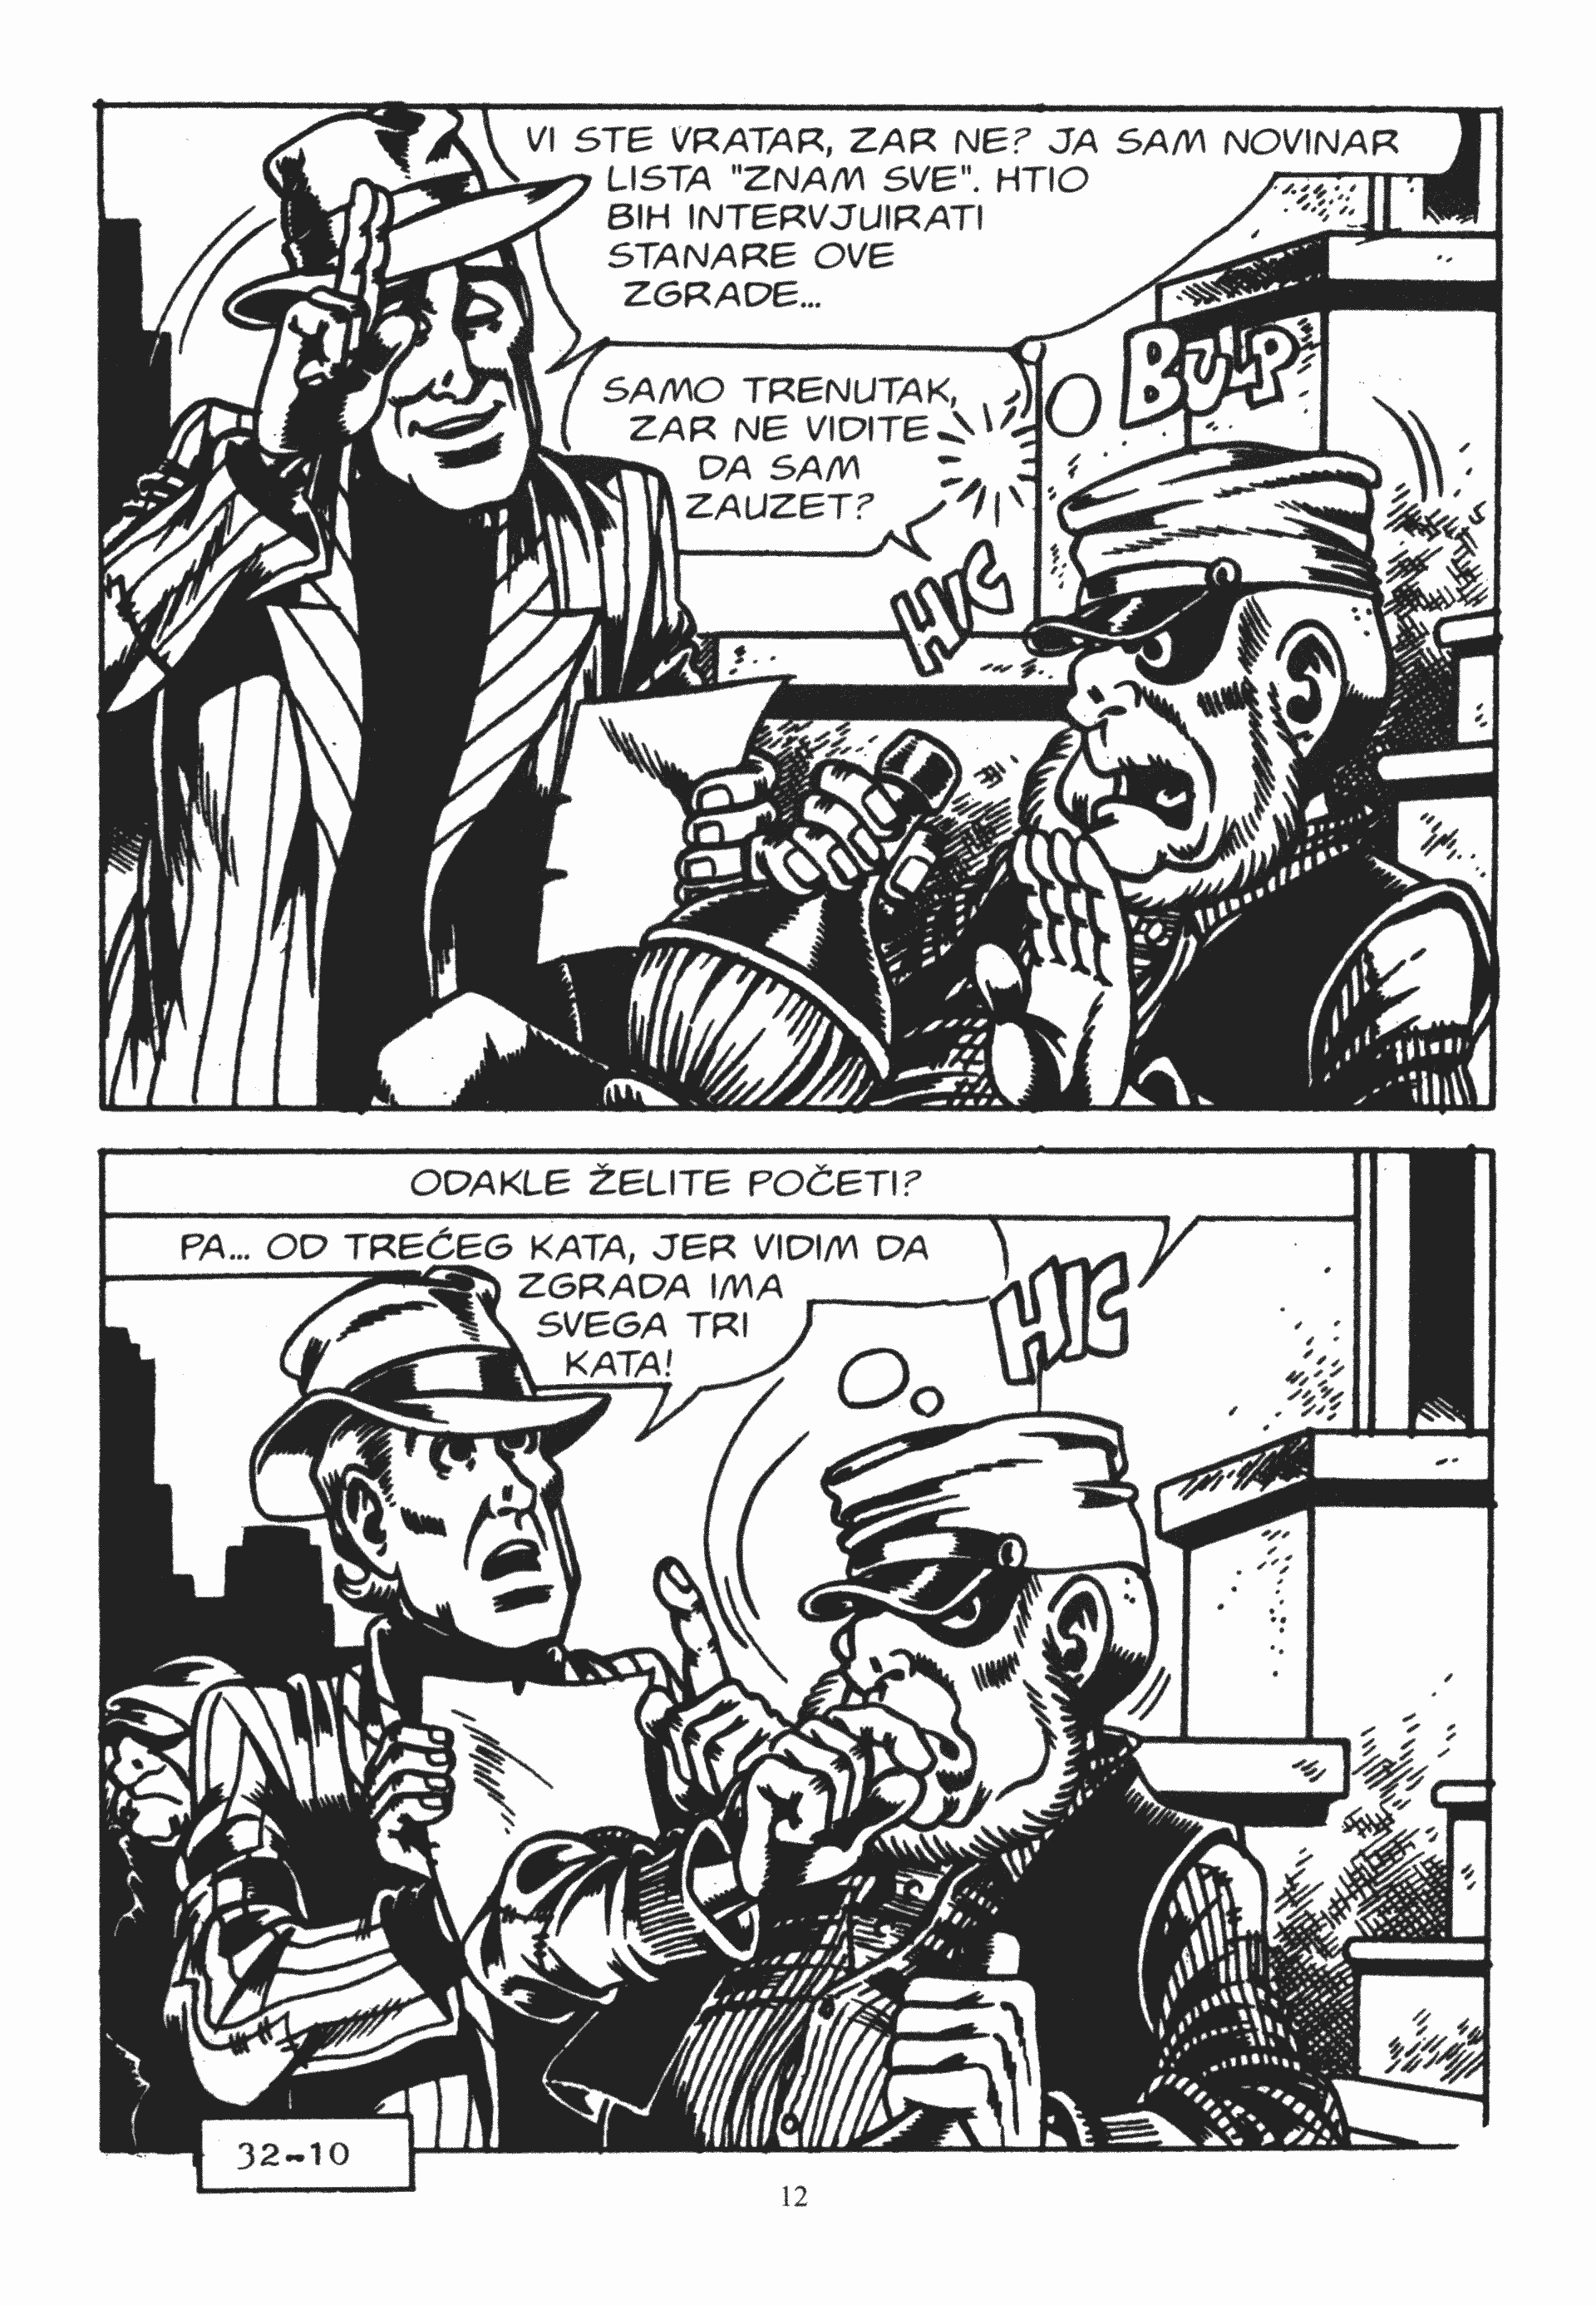 VI STE VRATAR, ZAR NE? JA SAM NOVINAR
LISTA "ZNAM SVE". HTIO
BIH INTERVJUIRATI
STANARE OVE
ZGRADE...
BULP
SAMO TRENUTAK,
ZAR NE VIDITE
DA SAM
ZAUZET?
HIC
ODAKLE ŽELITE POČETI?
PA... OD TREĆEG KATA, JER VIDIM DA
ZGRADA IMA
SVEGA TRI
KATA!
HIC
32-10
12